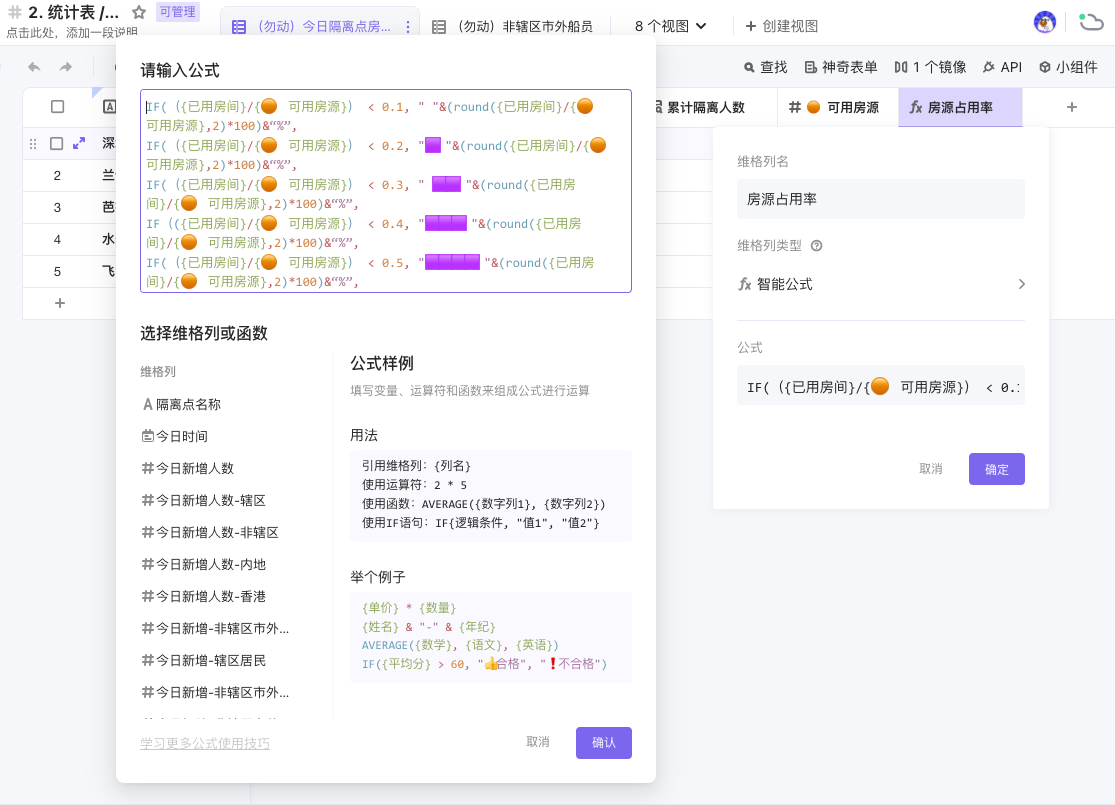 2. 统计表 /...
可管理
点击此处，添加一段说明
（勿动）今日隔离点房...
（勿动）非辖区市外船员
8 个视图
+ 创建视图
查找
神奇表单
1 个镜像
API
小组件
累计隔离人数
# 🟠 可用房源
fx 房源占用率
+
2
3
4
5
+
深
兰
芭
水
飞
请输入公式
IF( ({已用房间}/{🟠 可用房源}) < 0.1, " "&(round({已用房间}/{🟠
可用房源},2)*100)&“%”,
IF( ({已用房间}/{🟠 可用房源}) < 0.2, "🟪 "&(round({已用房间}/{🟠
可用房源},2)*100)&“%”,
IF( ({已用房间}/{🟠 可用房源}) < 0.3, " 🟪🟪 "&(round({已用房
间}/{🟠 可用房源},2)*100)&“%”,
IF (({已用房间}/{🟠 可用房源}) < 0.4, "🟪🟪🟪 "&(round({已用房
间}/{🟠 可用房源},2)*100)&“%”,
IF( ({已用房间}/{🟠 可用房源}) < 0.5, "🟪🟪🟪🟪 "&(round({已用房
间}/{🟠 可用房源},2)*100)&“%”,
选择维格列或函数
维格列
A 隔离点名称
今日时间
# 今日新增人数
# 今日新增人数-辖区
# 今日新增人数-非辖区
# 今日新增人数-内地
# 今日新增人数-香港
# 今日新增-非辖区市外...
# 今日新增-辖区居民
# 今日新增-非辖区市外...
公式样例
填写变量、运算符和函数来组成公式进行运算
用法
引用维格列: {列名}
使用运算符: 2 * 5
使用函数: AVERAGE({数字列1}, {数字列2})
使用IF语句: IF{逻辑条件, "值1", "值2"}
举个例子
{单价} * {数量}
{姓名} & "-" & {年纪}
AVERAGE({数学}, {语文}, {英语})
IF({平均分} > 60, "👍合格", "❗不合格")
学习更多公式使用技巧
取消
确认
维格列名
房源占用率
维格列类型
fx 智能公式
公式
IF( ({已用房间}/{🟠 可用房源}) < 0.
取消
确定